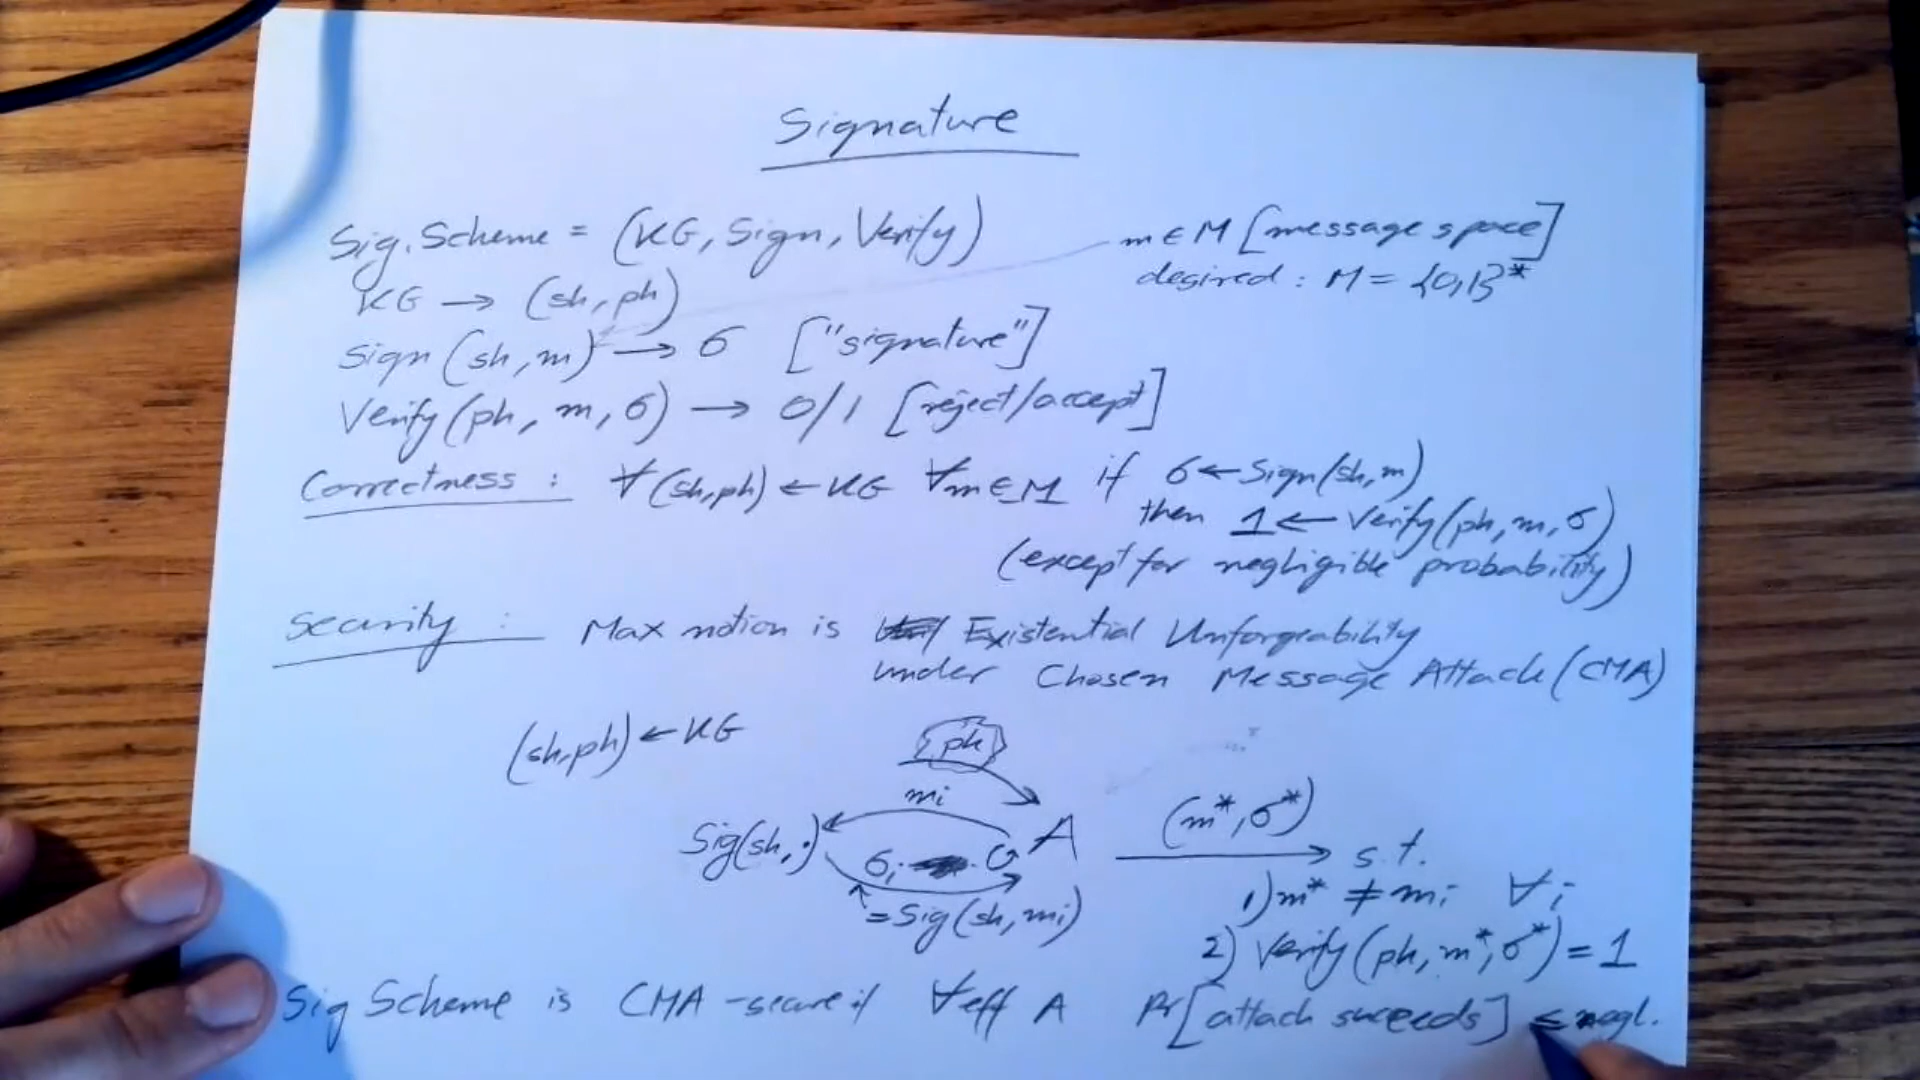 Signature
Sig. Scheme = (KG, Sign, Verify)
m ∈ M [message space]
desired : M = {0,1}*
KG → (sk, pk)
Sign (sk, m) → σ ["signature"]
Verify (pk, m, σ) → 0/1 [reject/accept]
Correctness : ∀ (sk, pk) ← KG ∀m ∈ M if σ ← Sign (sk, m)
then 1 ← Verify (pk, m, σ)
(except for negligible probability)
Security : Max notion is Existential Unforgeability
under Chosen Message Attack (CMA)
(sk, pk) ← KG
pk
mi
Sig(sk, ·) σi A
= Sig (sk, mi)
(m*, σ*)
s.t.
1) m* ≠ mi ∀i
2) Verify (pk, m*, σ*) = 1
Sig Scheme is CMA-secure if ∀ eff A Pr[attack succeeds] ≤ negl.